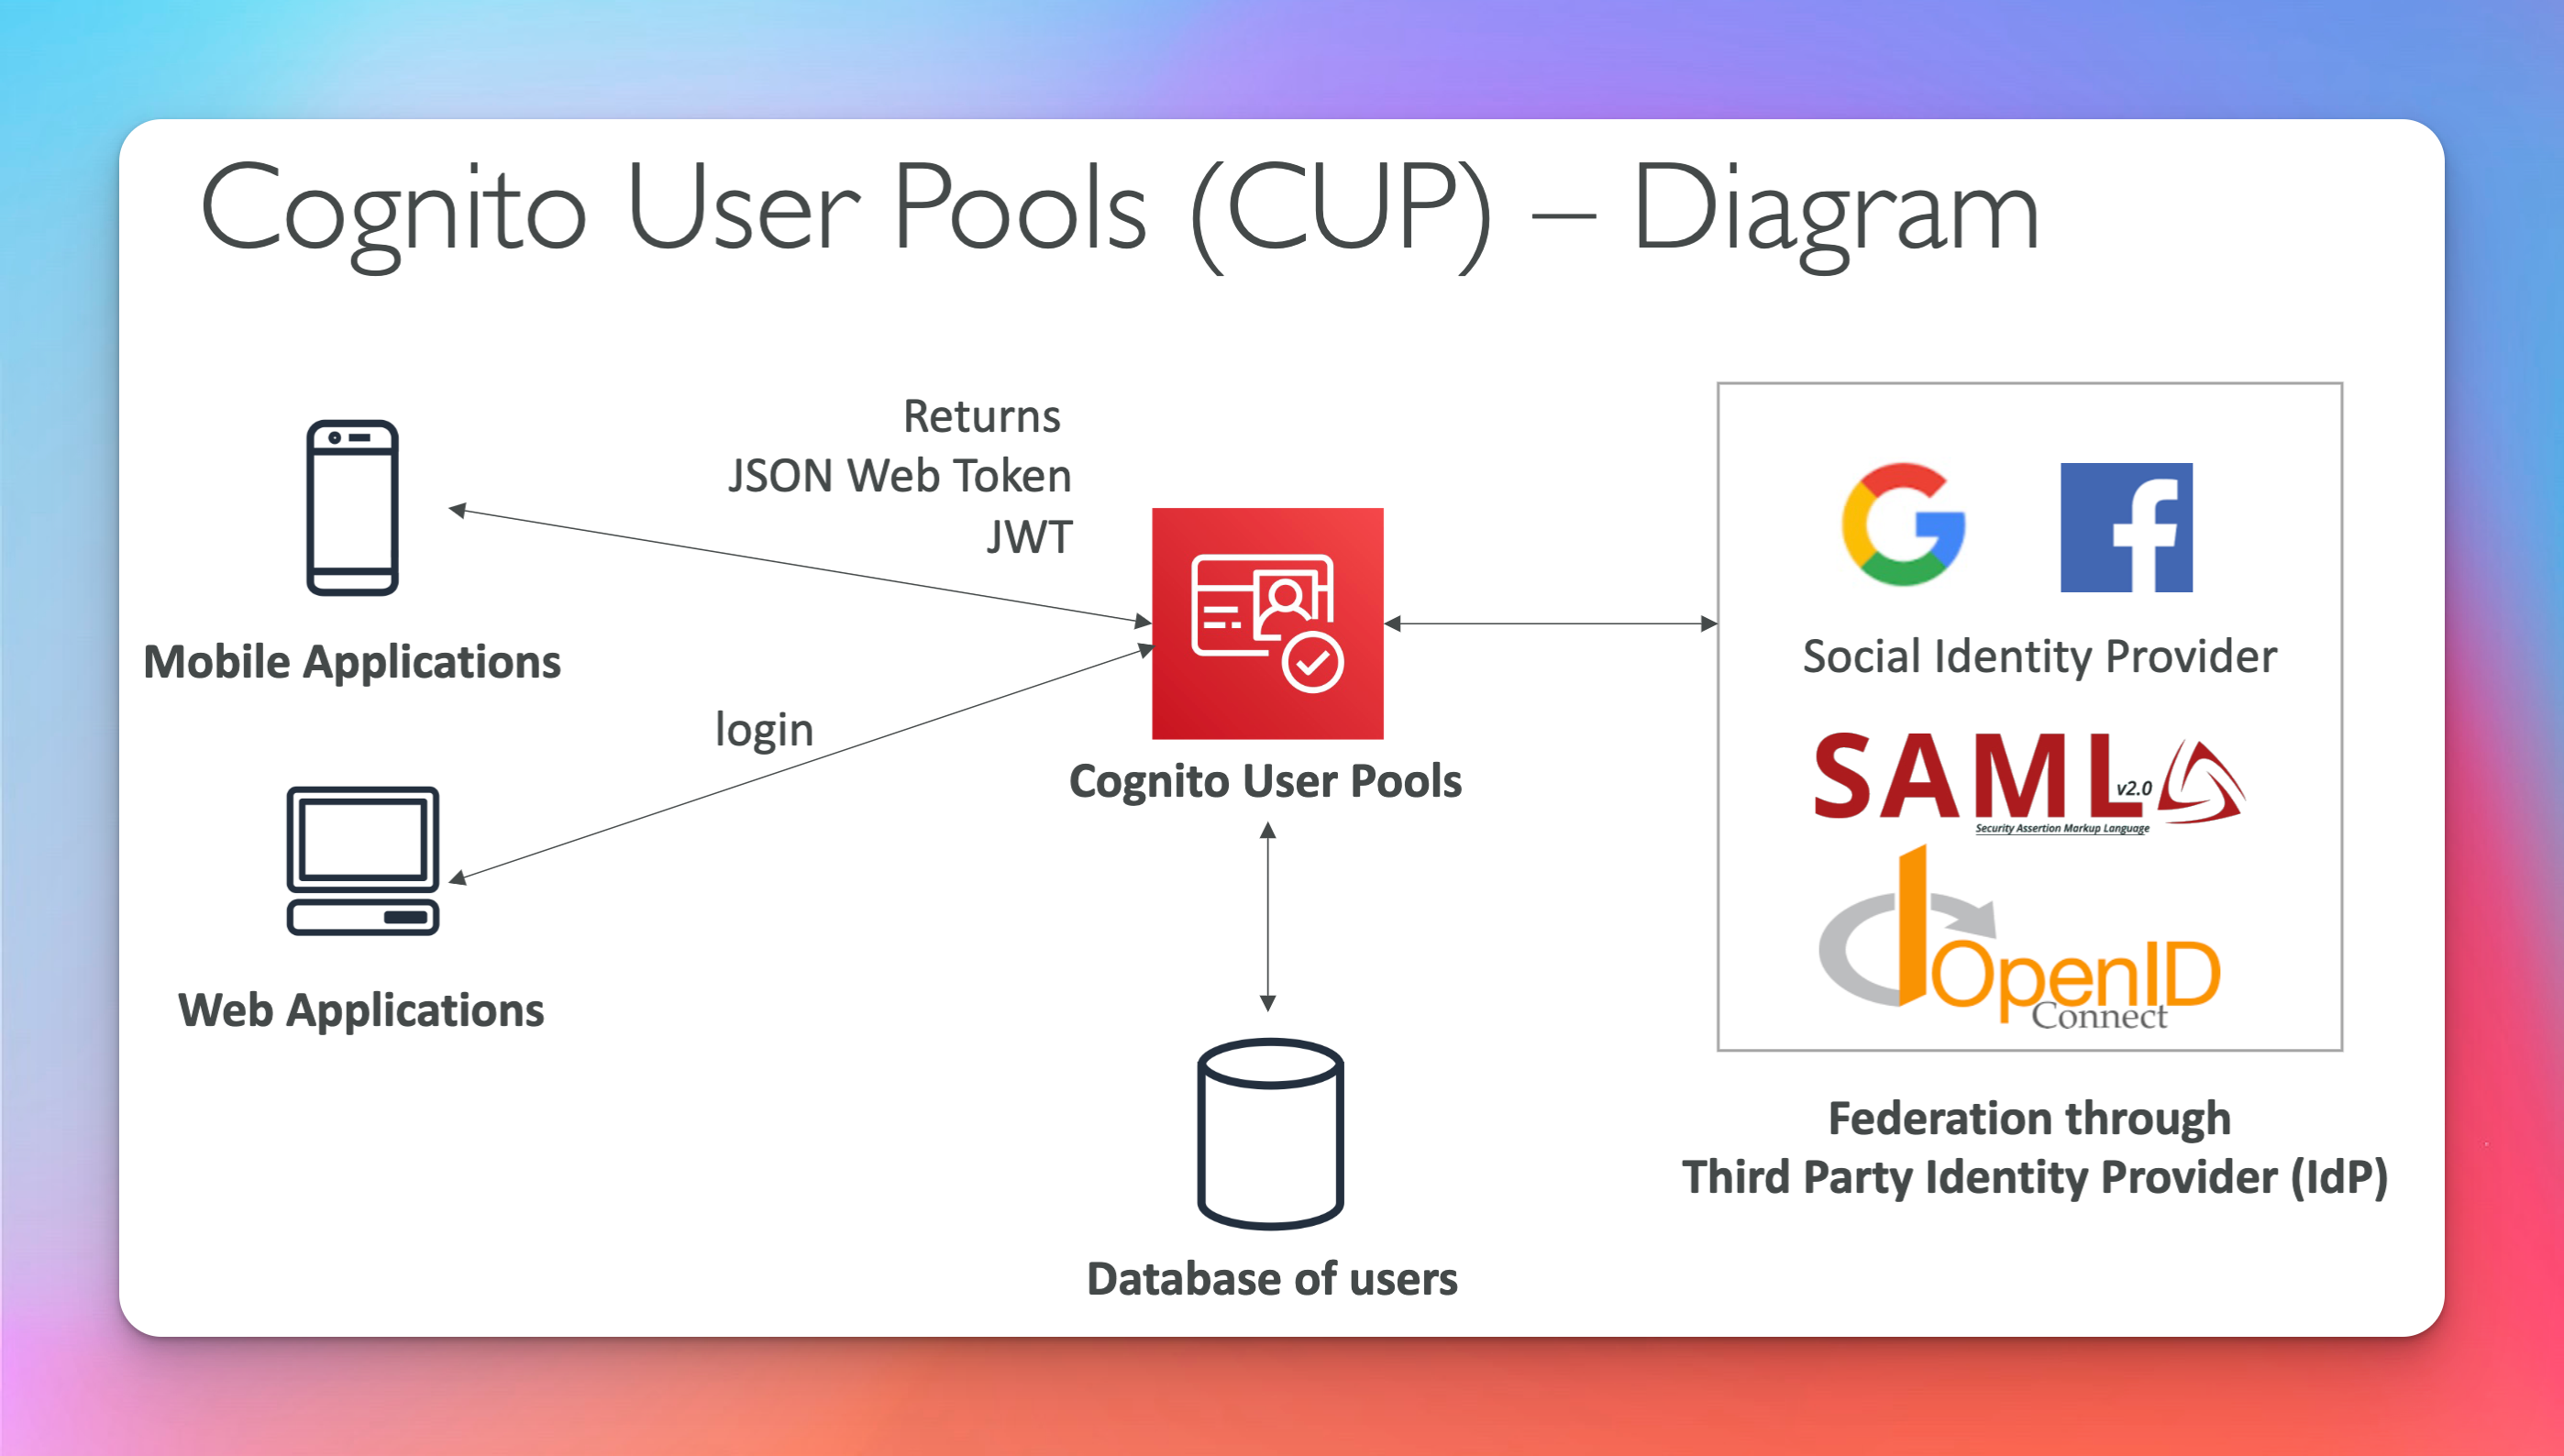 Cognito User Pools (CUP) – Diagram
Returns
JSON Web Token
JWT
Mobile Applications
login
Web Applications
Cognito User Pools
Database of users
Social Identity Provider
SAML v2.0
Security Assertion Markup Language
OpenID
Connect
Federation through
Third Party Identity Provider (IdP)